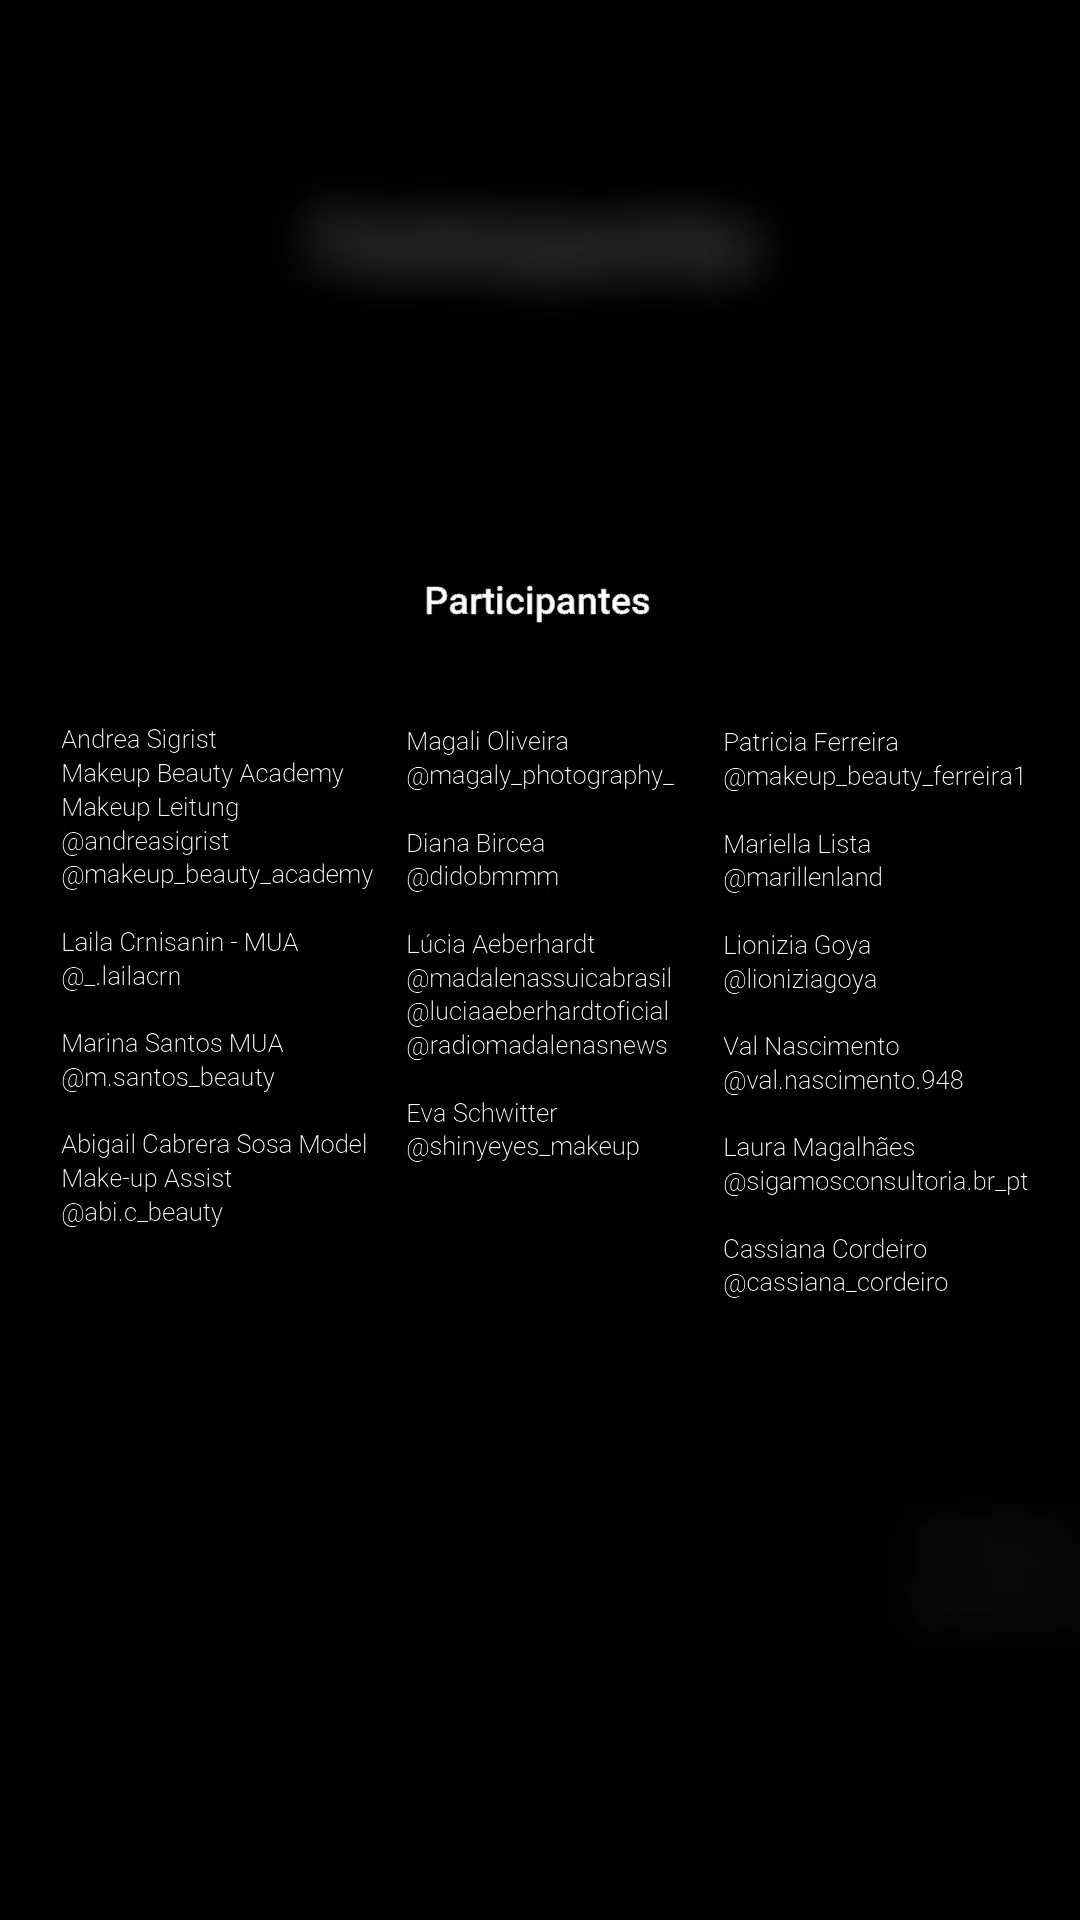 Participantes
Andrea Sigrist
Makeup Beauty Academy
Makeup Leitung
@andreasigrist
@makeup_beauty_academy
Laila Crnisanin - MUA
@_.lailacrn
Marina Santos MUA
@m.santos_beauty
Abigail Cabrera Sosa Model
Make-up Assist
@abi.c_beauty
Magali Oliveira
@magaly_photography_
Diana Bircea
@didobmmm
Lúcia Aeberhardt
@madalenassuicabrasil
@luciaaeberhardtoficial
@radiomadalenasnews
Eva Schwitter
@shinyeyes_makeup
Patricia Ferreira
@makeup_beauty_ferreira1
Mariella Lista
@marillenland
Lionizia Goya
@lioniziagoya
Val Nascimento
@val.nascimento.948
Laura Magalhães
@sigamosconsultoria.br_pt
Cassiana Cordeiro
@cassiana_cordeiro